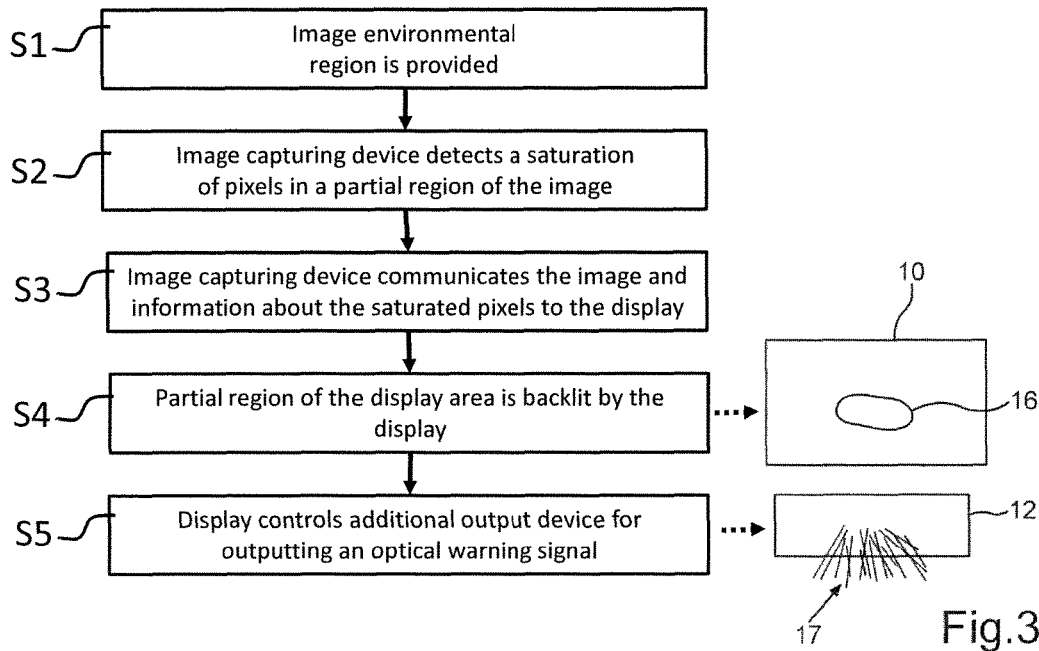 S1
Image environmental
region is provided
S2
Image capturing device detects a saturation
of pixels in a partial region of the image
S3
Image capturing device communicates the image and
information about the saturated pixels to the display
10
S4
Partial region of the display area is backlit by the
display
16
S5
Display controls additional output device for
outputting an optical warning signal
12
17
Fig.3